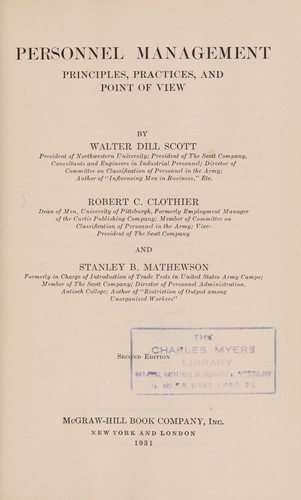 PERSONNEL MANAGEMENT
PRINCIPLES, PRACTICES, AND
POINT OF VIEW
BY
WALTER DILL SCOTT
President of Northwestern University; President of The Scott Company,
Consultants and Engineers in Industrial Personnel; Director of
Committee on Classification of Personnel in the Army;
Author of "Influencing Men in Business," Etc.
ROBERT C. CLOTHIER
Dean of Men, University of Pittsburgh, Formerly Employment Manager
of the Curtis Publishing Company; Member of Committee on
Classification of Personnel in the Army; Vice-
President of The Scott Company
AND
STANLEY B. MATHEWSON
Formerly in Charge of Introduction of Trade Tests in United States Army Camps;
Member of The Scott Company; Director of Personnel Administration,
Antioch College; Author of "Restriction of Output among
Unorganized Workers"
THE
CHARLES MYERS
LIBRARY
SECOND EDITION
McGRAW-HILL BOOK COMPANY, INC.
NEW YORK AND LONDON
1931